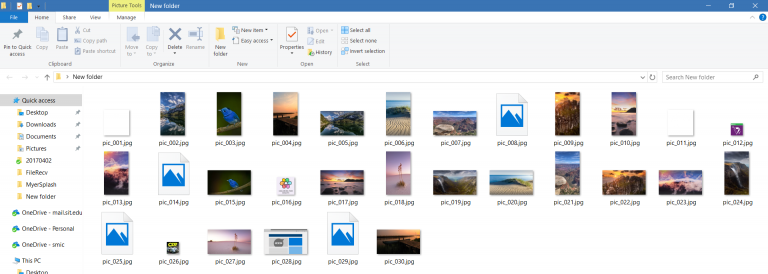 Picture Tools New folder
File Home Share View Manage
Pin to Quick access
Copy
Paste
Cut
Copy path
Paste shortcut
Clipboard
Move to
Copy to
Delete
Rename
Organize
New folder
New item
Easy access
New
Properties
Open
Edit
History
Open
Select all
Select none
Invert selection
Select
New folder
Search New folder
Quick access
Desktop
Downloads
Documents
Pictures
20170402
FileRecv
MyerSplash
New folder
OneDrive - mail.sit.edu
OneDrive - Personal
OneDrive - smic
This PC
Desktop
pic_001.jpg pic_002.jpg pic_003.jpg pic_004.jpg pic_005.jpg pic_006.jpg pic_007.jpg pic_008.jpg pic_009.jpg pic_010.jpg pic_011.jpg pic_012.jpg
pic_013.jpg pic_014.jpg pic_015.jpg pic_016.jpg pic_017.jpg pic_018.jpg pic_019.jpg pic_020.jpg pic_021.jpg pic_022.jpg pic_023.jpg pic_024.jpg
pic_025.jpg pic_026.jpg pic_027.jpg pic_028.jpg pic_029.jpg pic_030.jpg